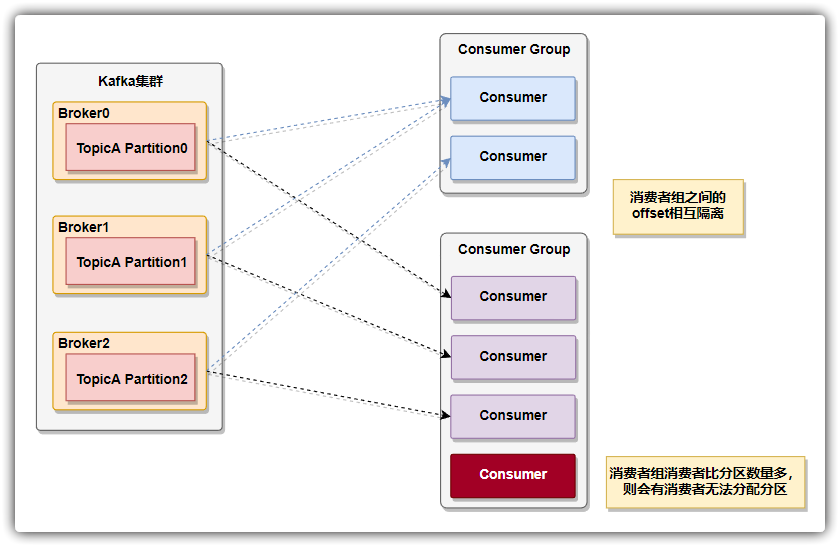 Kafka集群
Broker0
TopicA Partition0
Broker1
TopicA Partition1
Broker2
TopicA Partition2
Consumer Group
Consumer
Consumer
Consumer Group
Consumer
Consumer
Consumer
Consumer
消费者组之间的
offset相互隔离
消费者组消费者比分区数量多，
则会有消费者无法分配分区